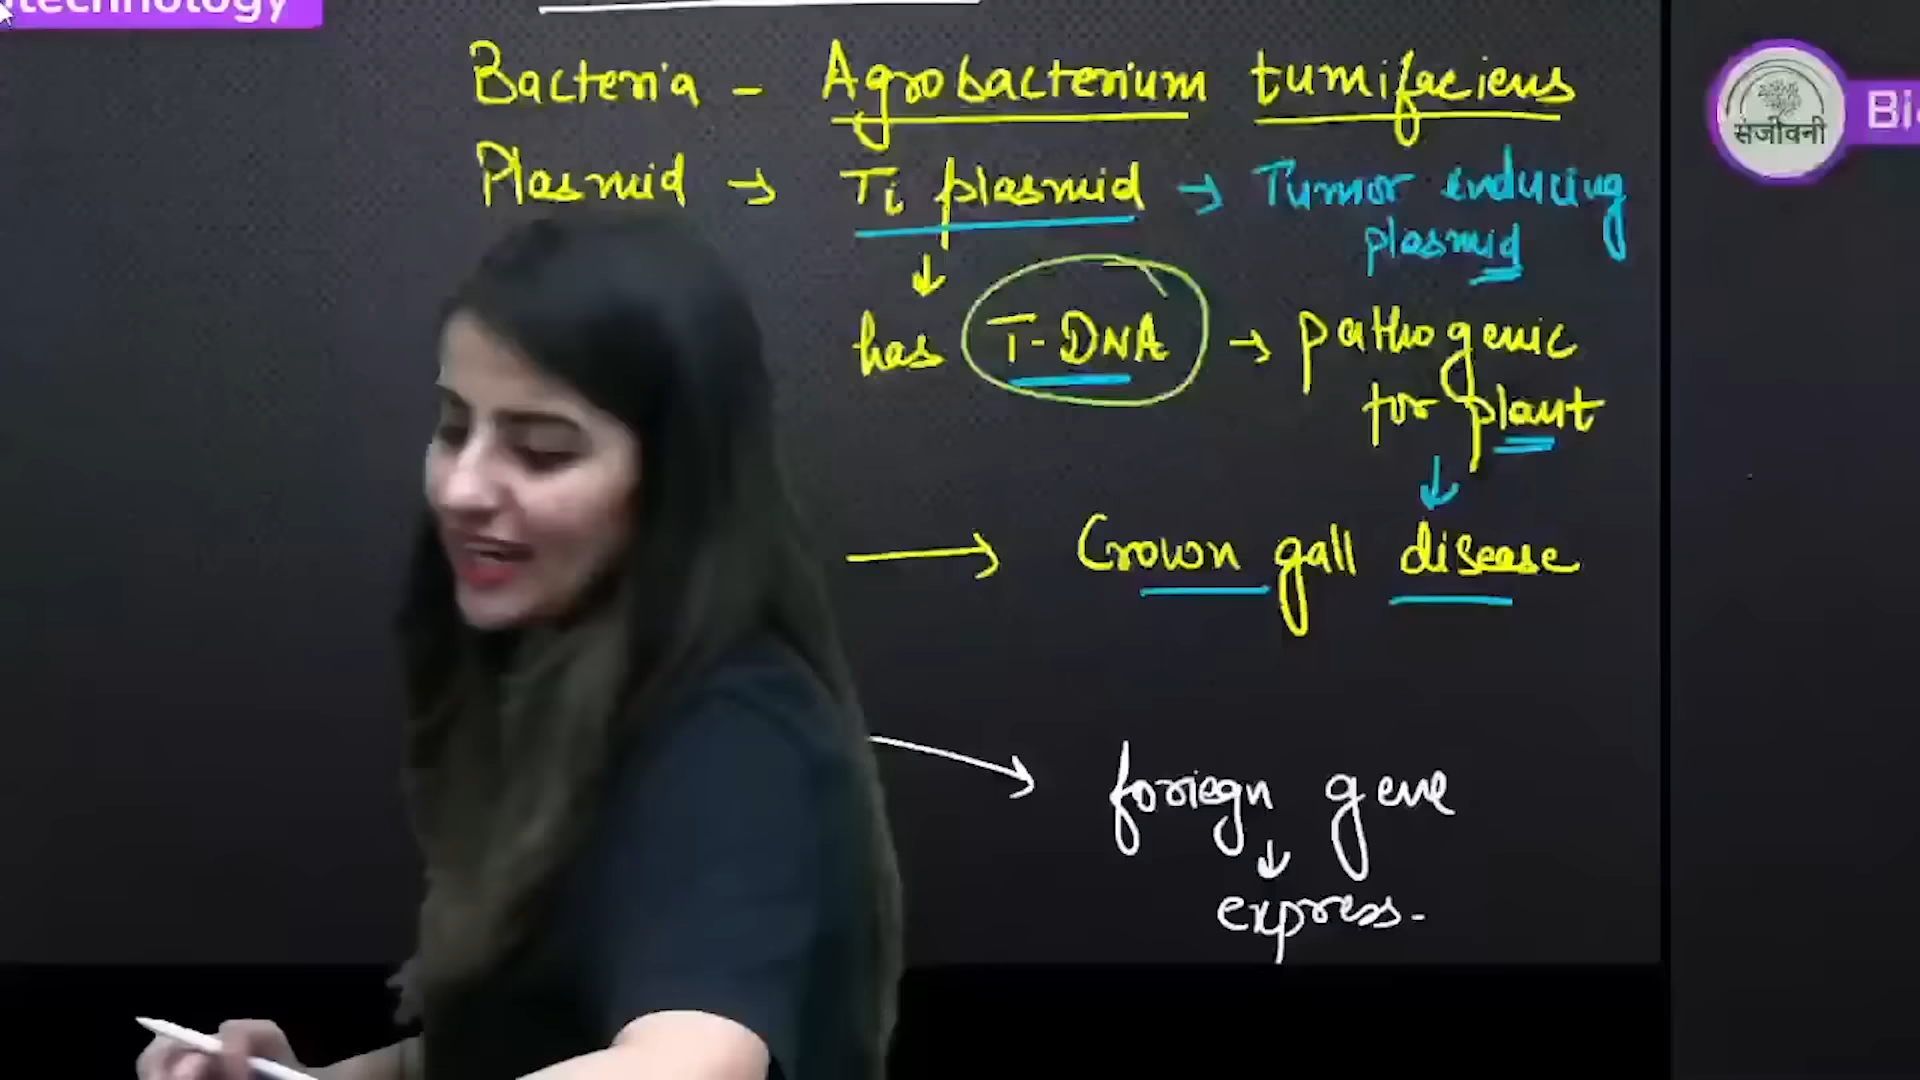 technology
Bacteria - Agrobacterium tumifaciens
Plasmid → Ti plasmid → Tumor enducing
plasmid
↓
has T-DNA → pathogenic
for plant
↓
→ Crown gall disease
→ foriegn gene
↓
express-
संजीवनी
Bi